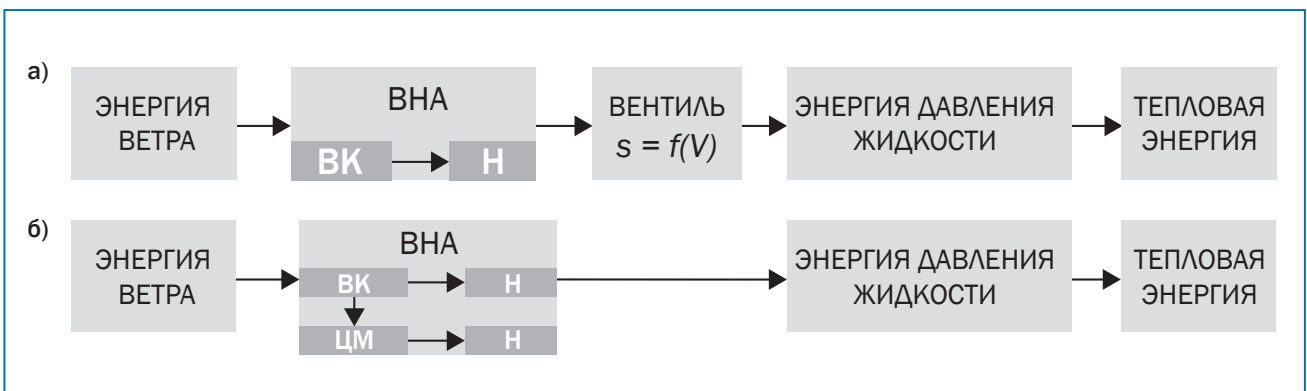 а)
ЭНЕРГИЯ
ВЕТРА
ВНА
ВК
Н
ВЕНТИЛЬ
s = f(V)
ЭНЕРГИЯ ДАВЛЕНИЯ
ЖИДКОСТИ
ТЕПЛОВАЯ
ЭНЕРГИЯ
б)
ЭНЕРГИЯ
ВЕТРА
ВНА
ВК
Н
ЦМ
Н
ЭНЕРГИЯ ДАВЛЕНИЯ
ЖИДКОСТИ
ТЕПЛОВАЯ
ЭНЕРГИЯ